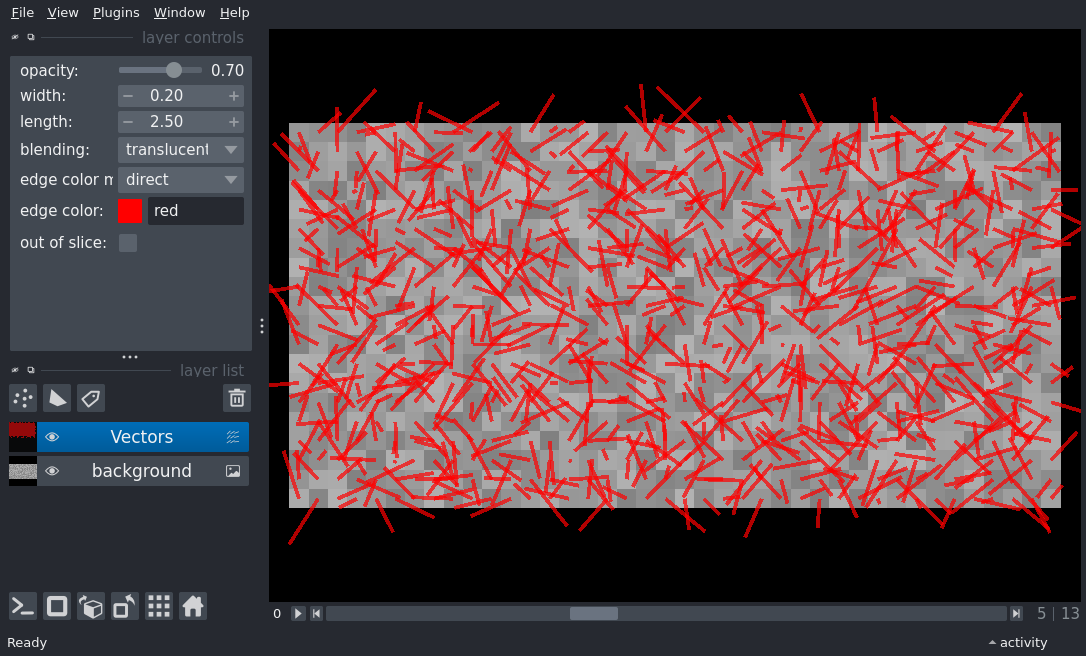 File View Plugins Window Help
layer controls
opacity: 0.70
width: 0.20
length: 2.50
blending: translucent
edge color m direct
edge color: red
out of slice:
layer list
Vectors
background
0 5 | 13
Ready activity